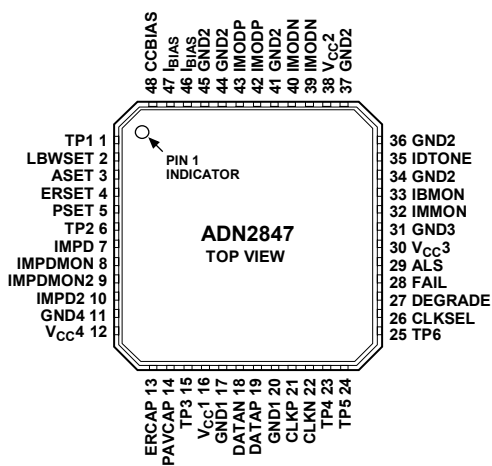 48 CCBIAS
47 IBIAS
46 IBIAS
45 GND2
44 GND2
43 IMODP
42 IMODP
41 GND2
40 IMODN
39 IMODN
38 VCC2
37 GND2
TP1 1
LBWSET 2
ASET 3
ERSET 4
PSET 5
TP2 6
IMPD 7
IMPDMON 8
IMPDMON2 9
IMPD2 10
GND4 11
VCC4 12
PIN 1
INDICATOR
ADN2847
TOP VIEW
36 GND2
35 IDTONE
34 GND2
33 IBMON
32 IMMON
31 GND3
30 VCC3
29 ALS
28 FAIL
27 DEGRADE
26 CLKSEL
25 TP6
ERCAP 13
PAVCAP 14
TP3 15
VCC1 16
GND1 17
DATAN 18
DATAP 19
GND1 20
CLKP 21
CLKN 22
TP4 23
TP5 24